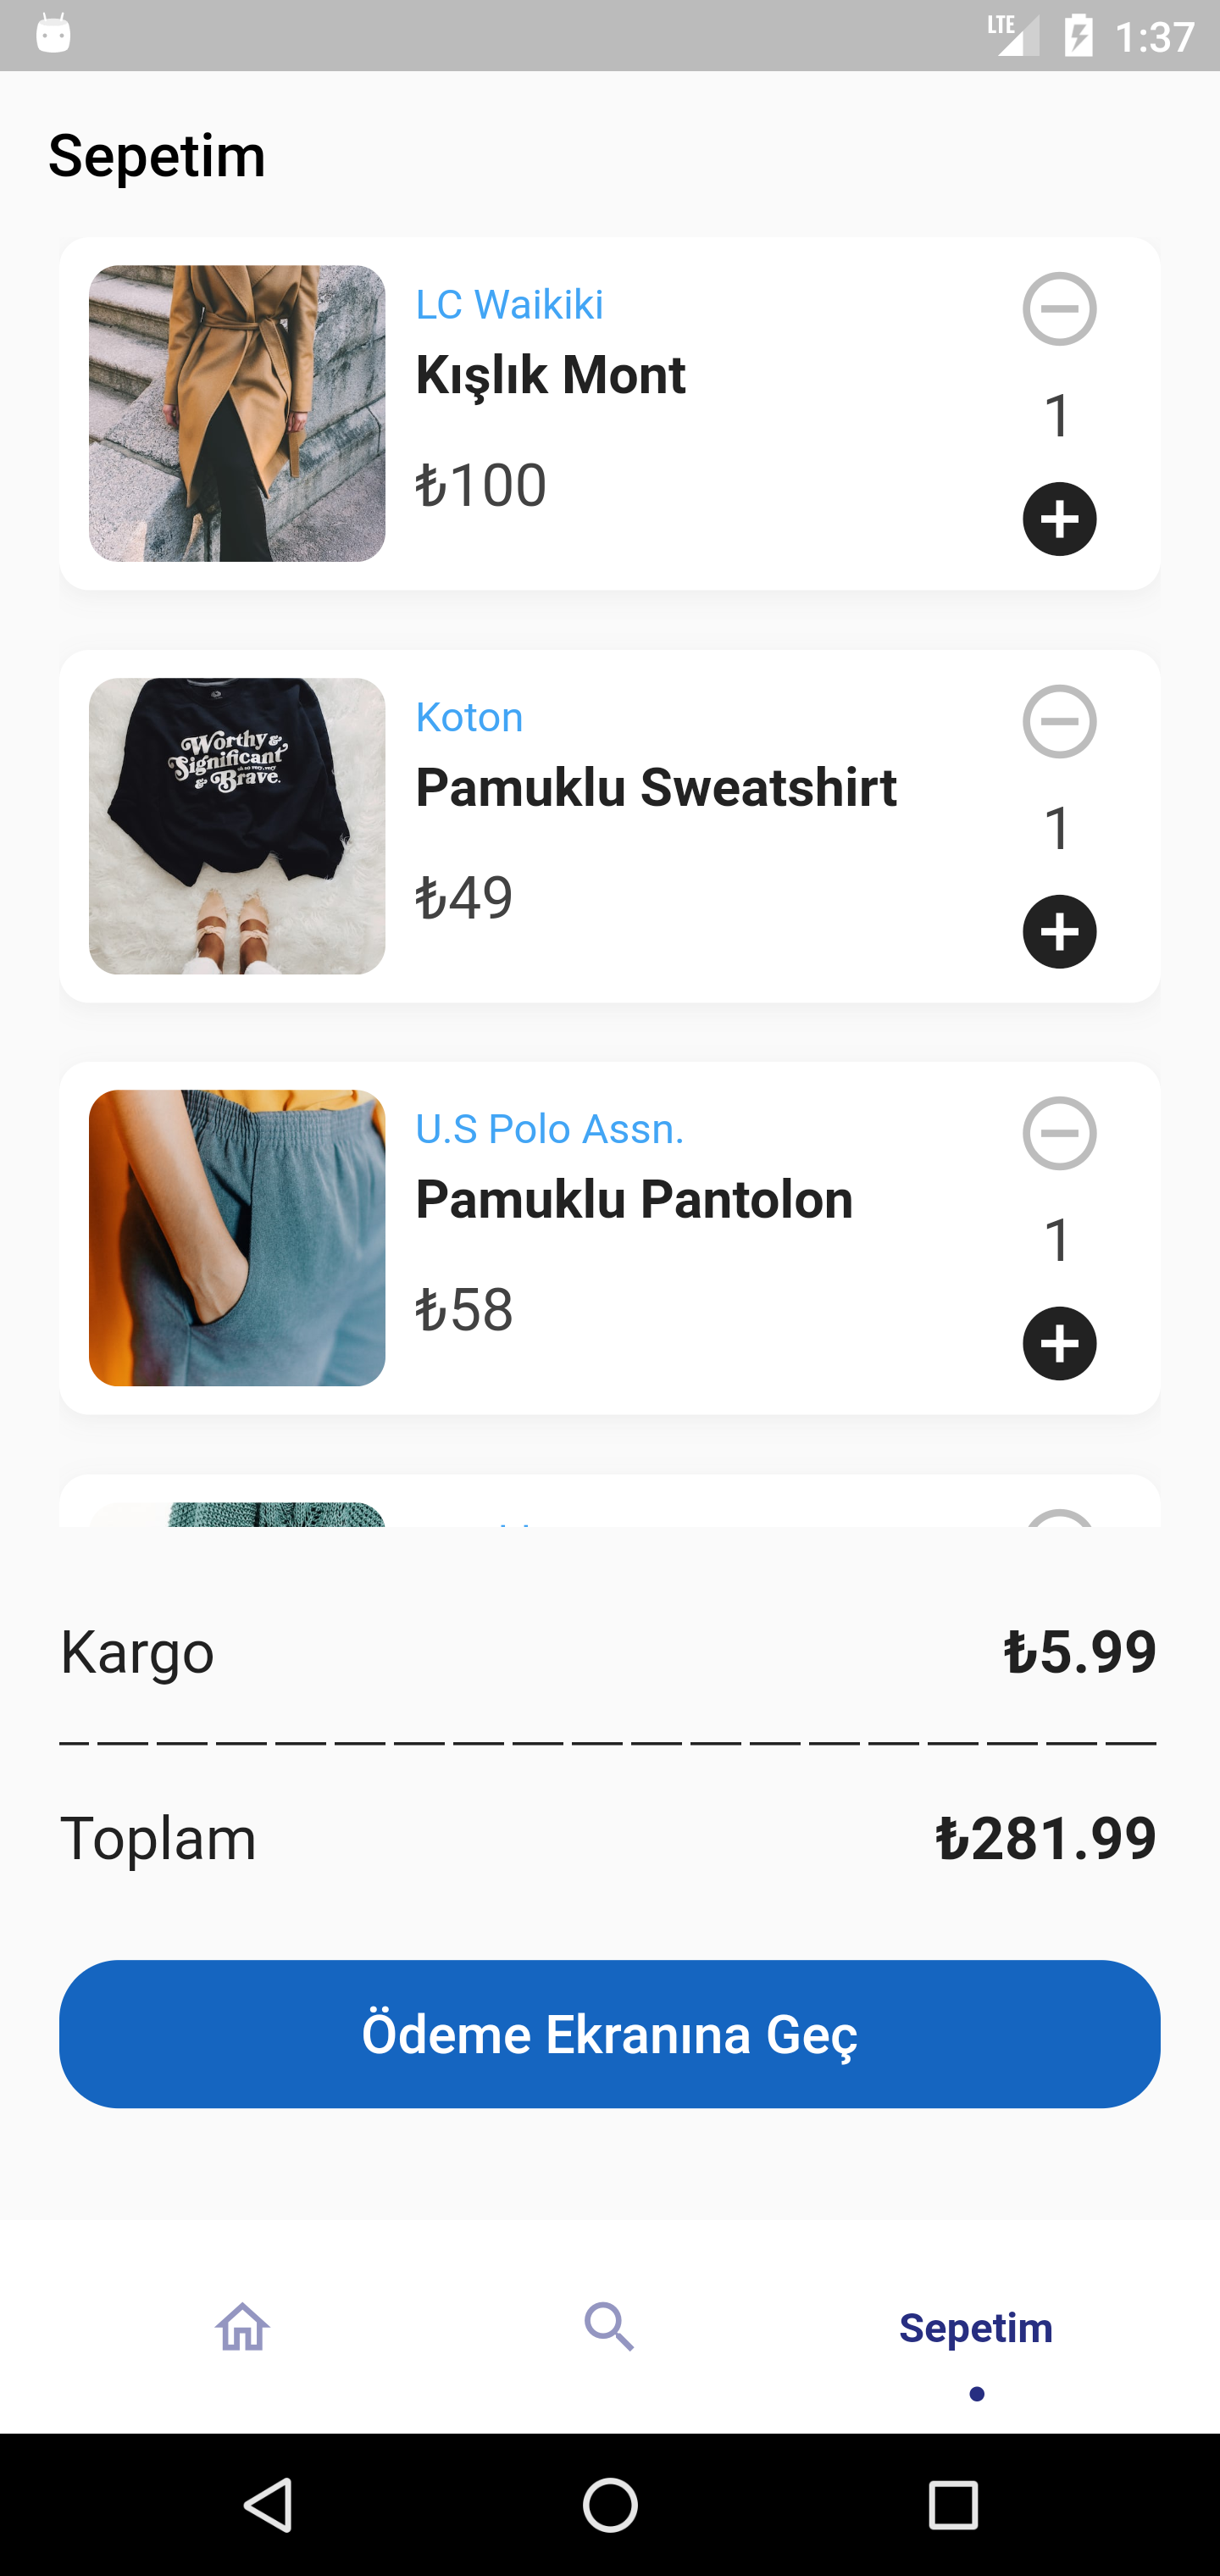 LTE 1:37
Sepetim
LC Waikiki
Kışlık Mont
₺100
1
Worthy &
Significant
& Brave.
Koton
Pamuklu Sweatshirt
₺49
1
U.S Polo Assn.
Pamuklu Pantolon
₺58
1
Kargo ₺5.99
Toplam ₺281.99
Ödeme Ekranına Geç
Sepetim